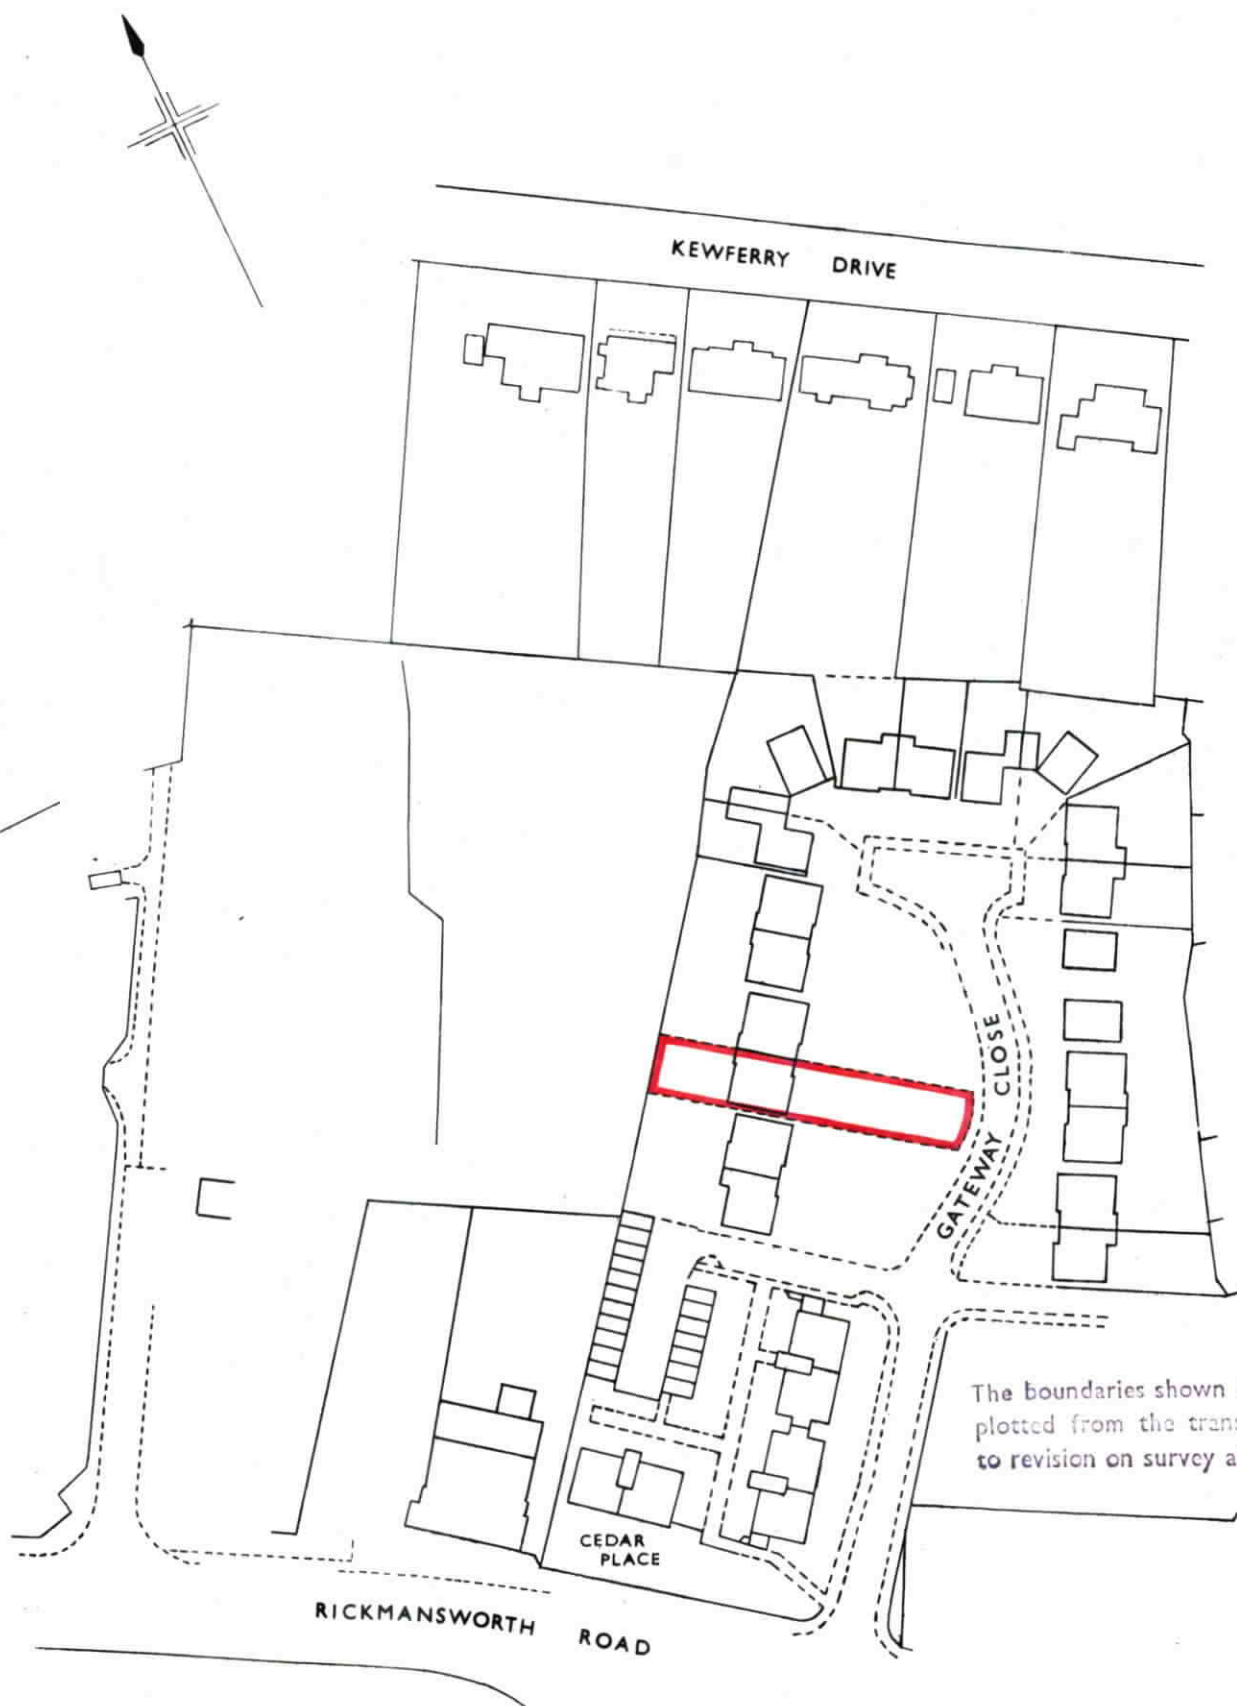 KEWFERRY DRIVE
GATEWAY CLOSE
The boundaries shown
plotted from the
to revision on survey
CEDAR
PLACE
RICKMANSWORTH ROAD